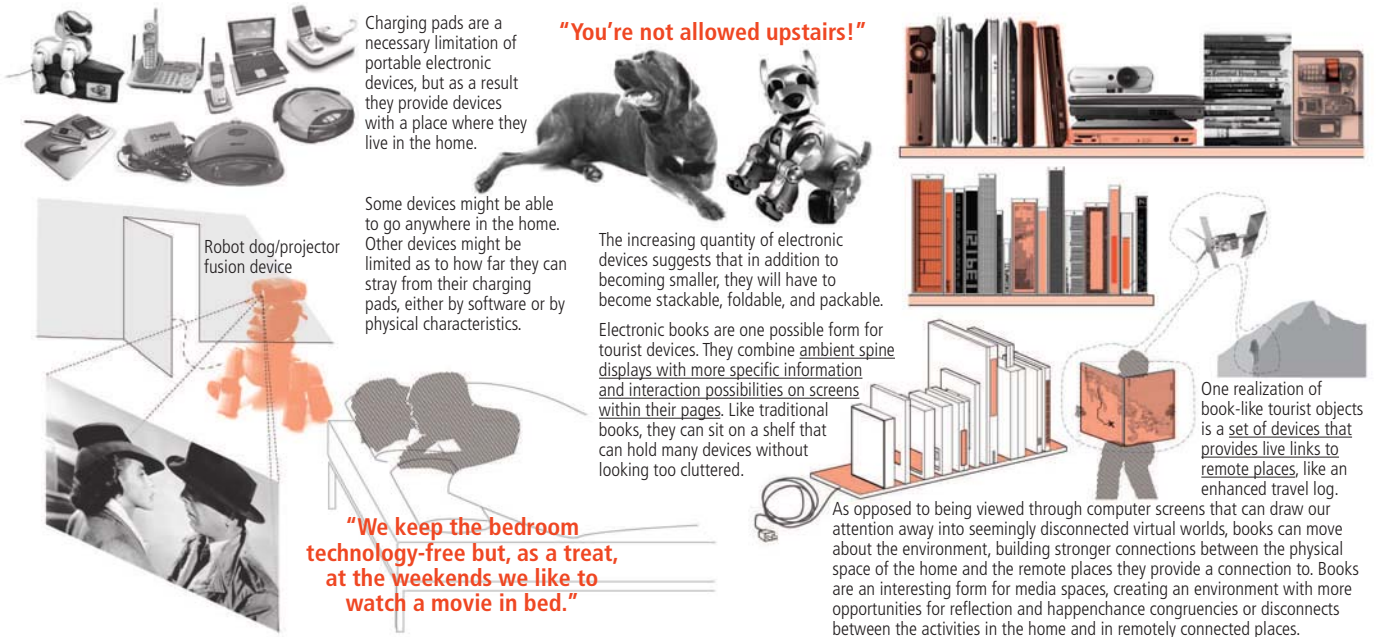 Charging pads are a
necessary limitation of
portable electronic
devices, but as a result
they provide devices
with a place where they
live in the home.
Some devices might be able
to go anywhere in the home.
Other devices might be
limited as to how far they can
stray from their charging
pads, either by software or by
physical characteristics.
Robot dog/projector
fusion device
“We keep the bedroom
technology-free but, as a treat,
at the weekends we like to
watch a movie in bed.”
“You’re not allowed upstairs!”
The increasing quantity of electronic
devices suggests that in addition to
becoming smaller, they will have to
become stackable, foldable, and packable.
Electronic books are one possible form for
tourist devices. They combine ambient spine
displays with more specific information
and interaction possibilities on screens
within their pages. Like traditional
books, they can sit on a shelf that
can hold many devices without
looking too cluttered.
One realization of
book-like tourist objects
is a set of devices that
provides live links to
remote places, like an
enhanced travel log.
As opposed to being viewed through computer screens that can draw our
attention away into seemingly disconnected virtual worlds, books can move
about the environment, building stronger connections between the physical
space of the home and the remote places they provide a connection to. Books
are an interesting form for media spaces, creating an environment with more
opportunities for reflection and happenchance congruencies or disconnects
between the activities in the home and in remotely connected places.